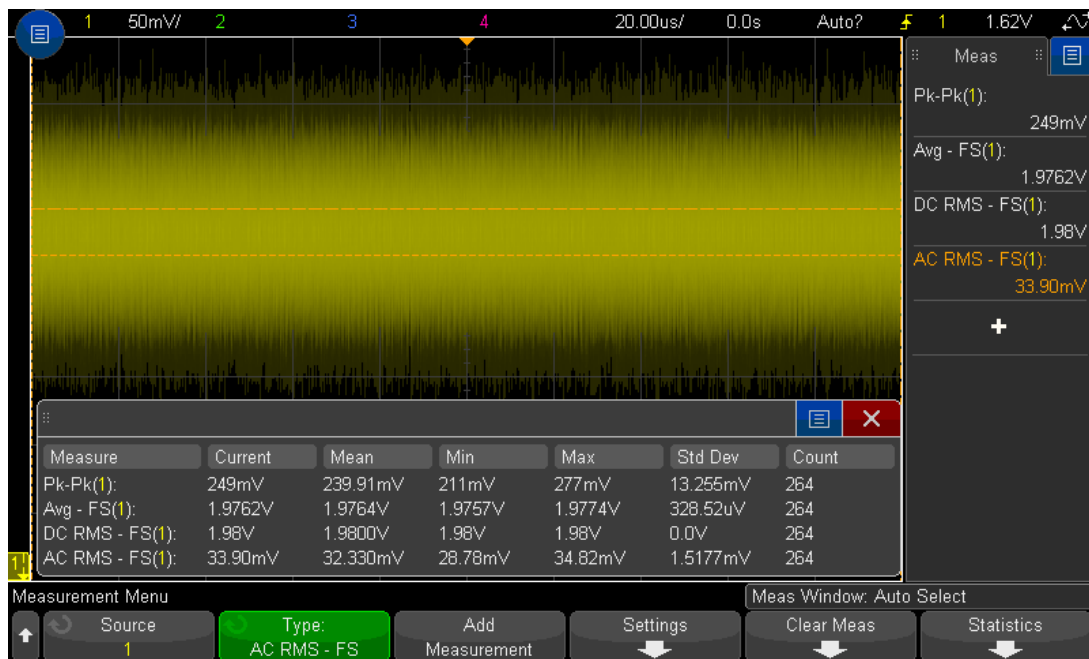 1 50mV/ 2 3 4 20.00us/ 0.0s Auto? 1 1.62V
Meas
Pk-Pk(1):
249mV
Avg - FS(1):
1.9762V
DC RMS - FS(1):
1.98V
AC RMS - FS(1):
33.90mV
+
Measure Current Mean Min Max Std Dev Count
Pk-Pk(1): 249mV 239.91mV 211mV 277mV 13.255mV 264
Avg - FS(1): 1.9762V 1.9764V 1.9757V 1.9774V 328.52uV 264
DC RMS - FS(1): 1.98V 1.9800V 1.98V 1.98V 0.0V 264
AC RMS - FS(1): 33.90mV 32.330mV 28.78mV 34.82mV 1.5177mV 264
1
Measurement Menu Meas Window: Auto Select
Source Type: Add Settings Clear Meas Statistics
1 AC RMS - FS Measurement